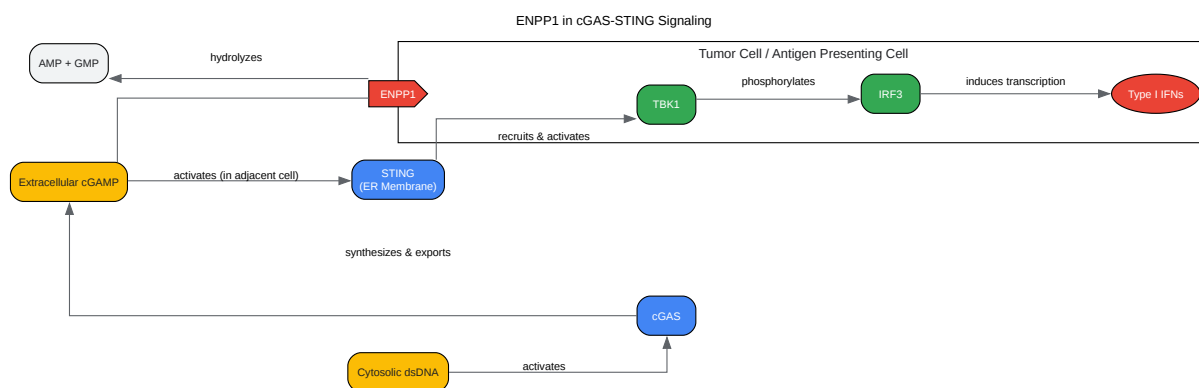 ENPP1 in cGAS-STING Signaling
Tumor Cell / Antigen Presenting Cell
AMP + GMP
hydrolyzes
ENPP1
TBK1
phosphorylates
IRF3
induces transcription
Type I IFNs
recruits & activates
Extracellular cGAMP
activates (in adjacent cell)
STING
(ER Membrane)
synthesizes & exports
cGAS
Cytosolic dsDNA
activates